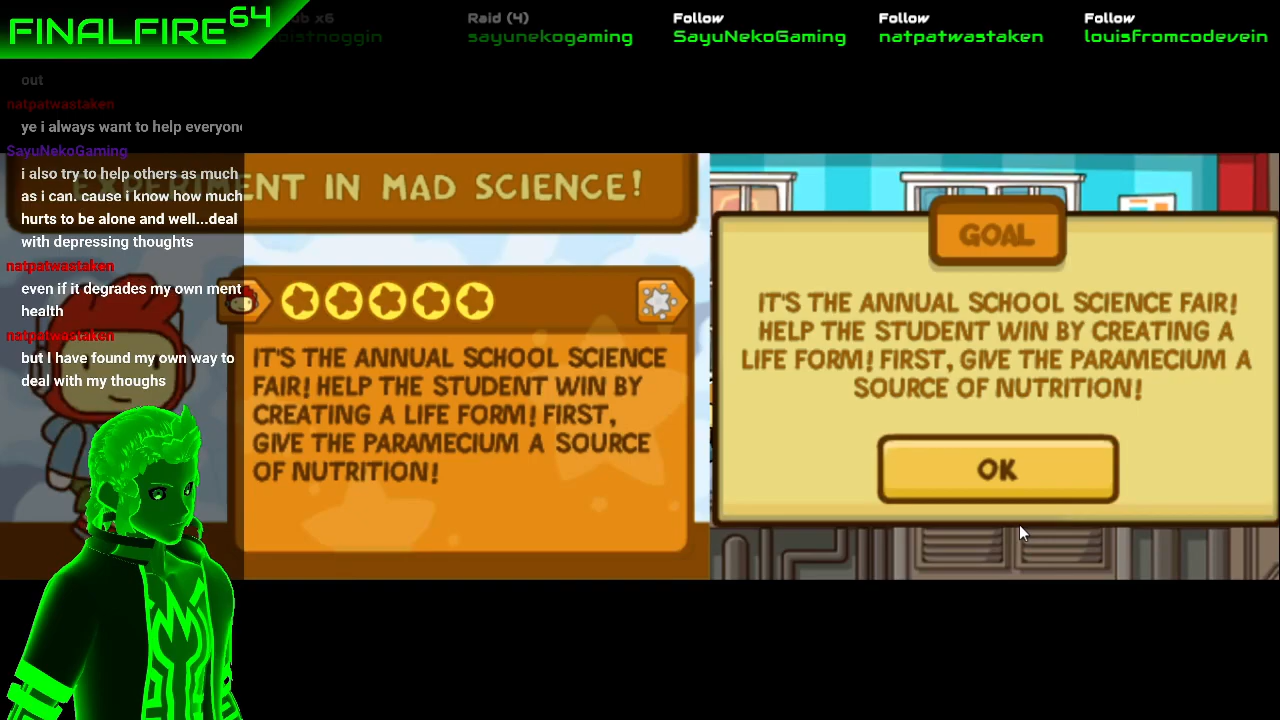 FINALFIRE64
x6
oistnoggin
Raid (4)
sayunekogaming
Follow
SayuNekoGaming
Follow
natpatwastaken
Follow
louisfromcodevein
out
natpatwastaken
ye i always want to help everyone
SayuNekoGaming
i also try to help others as much
as i can. cause i know how much
hurts to be alone and well...deal
with depressing thoughts
natpatwastaken
even if it degrades my own ment
health
natpatwastaken
but I have found my own way to
deal with my thoughs
EXPERIMENT IN MAD SCIENCE!
IT'S THE ANNUAL SCHOOL SCIENCE
FAIR! HELP THE STUDENT WIN BY
CREATING A LIFE FORM! FIRST,
GIVE THE PARAMECIUM A SOURCE
OF NUTRITION!
GOAL
IT'S THE ANNUAL SCHOOL SCIENCE FAIR!
HELP THE STUDENT WIN BY CREATING A
LIFE FORM! FIRST, GIVE THE PARAMECIUM A
SOURCE OF NUTRITION!
OK